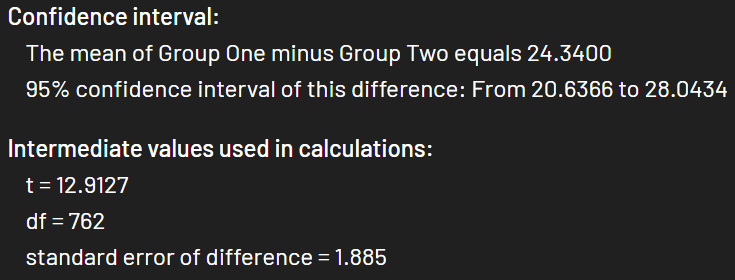 Confidence interval:
The mean of Group One minus Group Two equals 24.3400
95% confidence interval of this difference: From 20.6366 to 28.0434
Intermediate values used in calculations:
t = 12.9127
df = 762
standard error of difference = 1.885